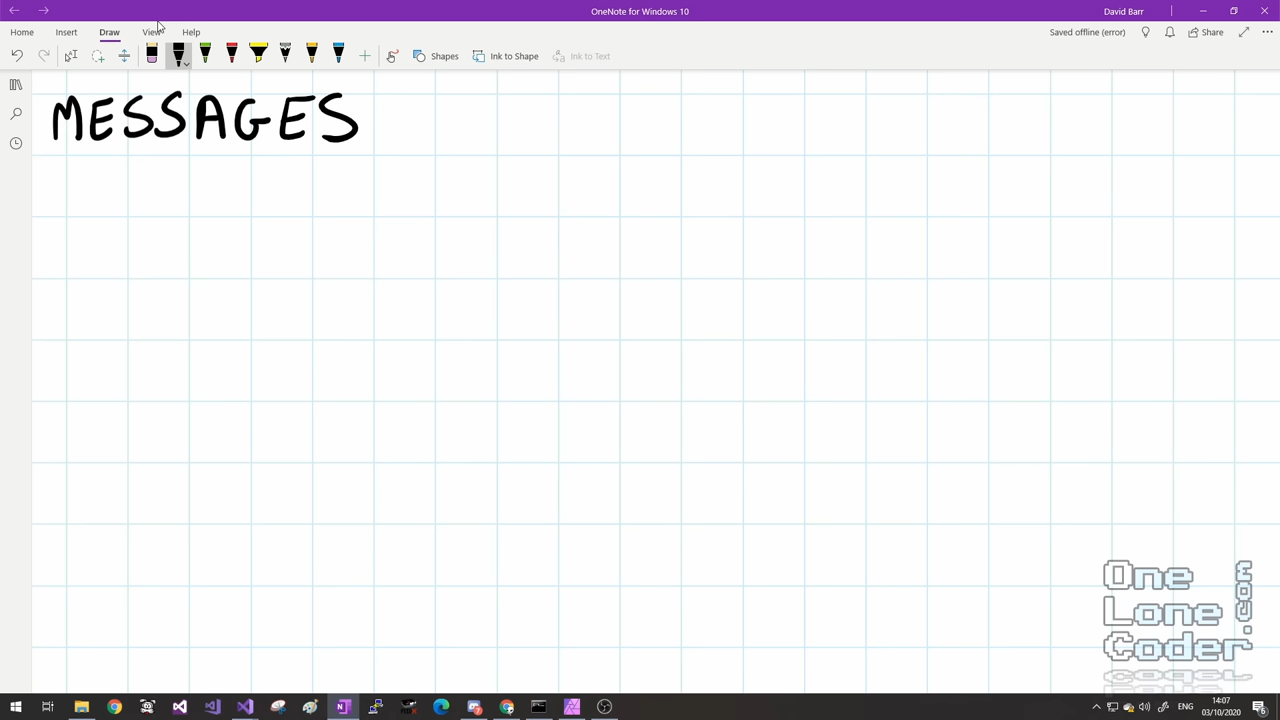 OneNote for Windows 10
David Barr
Home Insert Draw View Help
Saved offline (error)
Share
Shapes
Ink to Shape
Ink to Text
MESSAGES
One
Lone
Coder
.com
14:07
03/10/2020